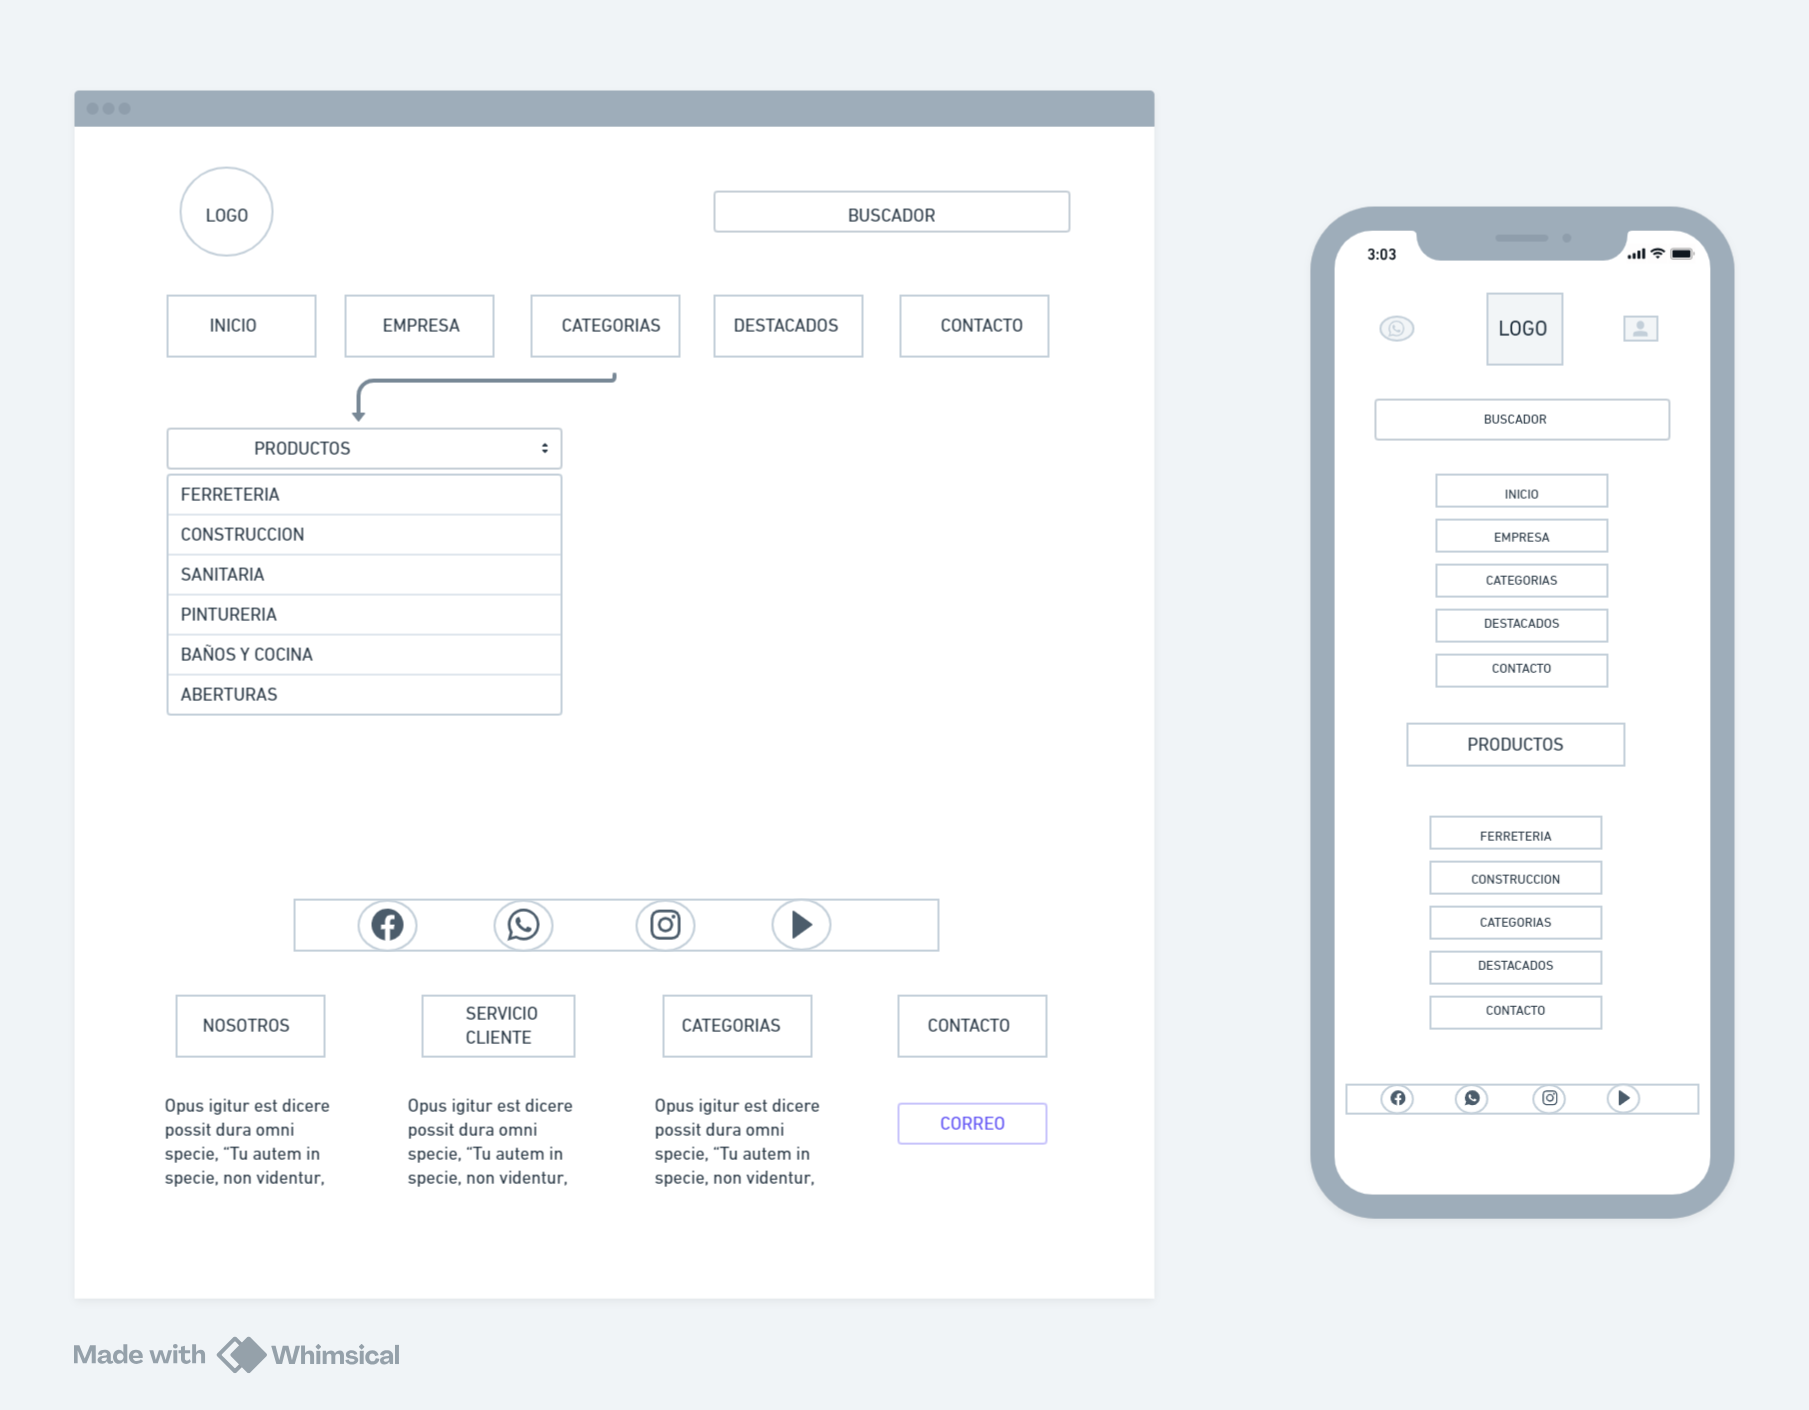 LOGO
BUSCADOR
INICIO
EMPRESA
CATEGORIAS
DESTACADOS
CONTACTO
PRODUCTOS
FERRETERIA
CONSTRUCCION
SANITARIA
PINTURERIA
BAÑOS Y COCINA
ABERTURAS
NOSOTROS
SERVICIO
CLIENTE
CATEGORIAS
CONTACTO
Opus igitur est dicere
possit dura omni
specie, “Tu autem in
specie, non videntur,
Opus igitur est dicere
possit dura omni
specie, “Tu autem in
specie, non videntur,
Opus igitur est dicere
possit dura omni
specie, “Tu autem in
specie, non videntur,
CORREO
3:03
LOGO
BUSCADOR
INICIO
EMPRESA
CATEGORIAS
DESTACADOS
CONTACTO
PRODUCTOS
FERRETERIA
CONSTRUCCION
CATEGORIAS
DESTACADOS
CONTACTO
Made with Whimsical